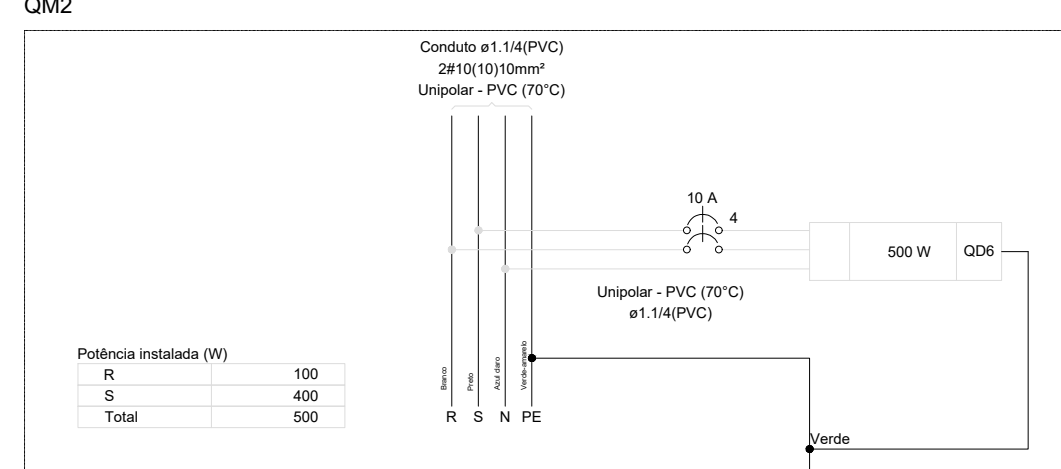 QM2
Conduto ø1.1/4(PVC)
2#10(10)10mm²
Unipolar - PVC (70°C)
10 A
4
500 W QD6
Unipolar - PVC (70°C)
ø1.1/4(PVC)
Potência instalada (W)
R 100
S 400
Total 500
Branco
Preto
Azul claro
Verde-amarelo
R S N PE
Verde